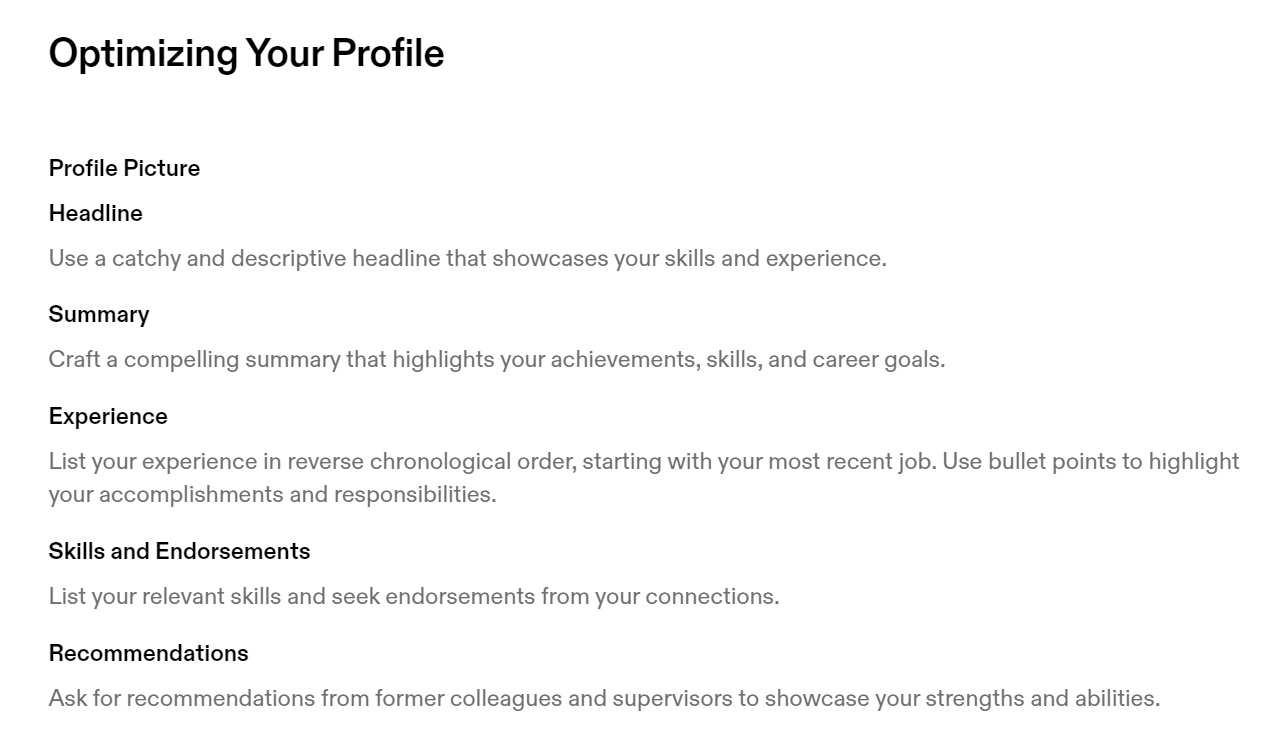 Optimizing Your Profile
Profile Picture
Headline
Use a catchy and descriptive headline that showcases your skills and experience.
Summary
Craft a compelling summary that highlights your achievements, skills, and career goals.
Experience
List your experience in reverse chronological order, starting with your most recent job. Use bullet points to highlight
your accomplishments and responsibilities.
Skills and Endorsements
List your relevant skills and seek endorsements from your connections.
Recommendations
Ask for recommendations from former colleagues and supervisors to showcase your strengths and abilities.